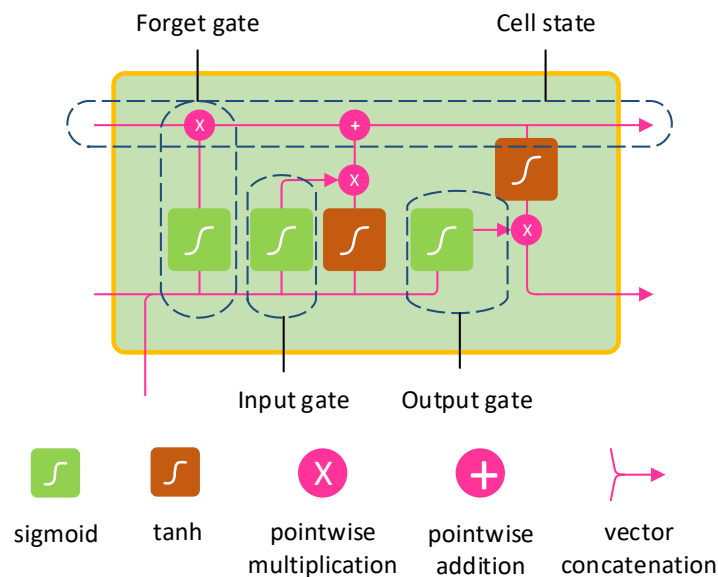 Forget gate
Cell state
X
+
X
X
Input gate
Output gate
X
+
sigmoid
tanh
pointwise
multiplication
pointwise
addition
vector
concatenation